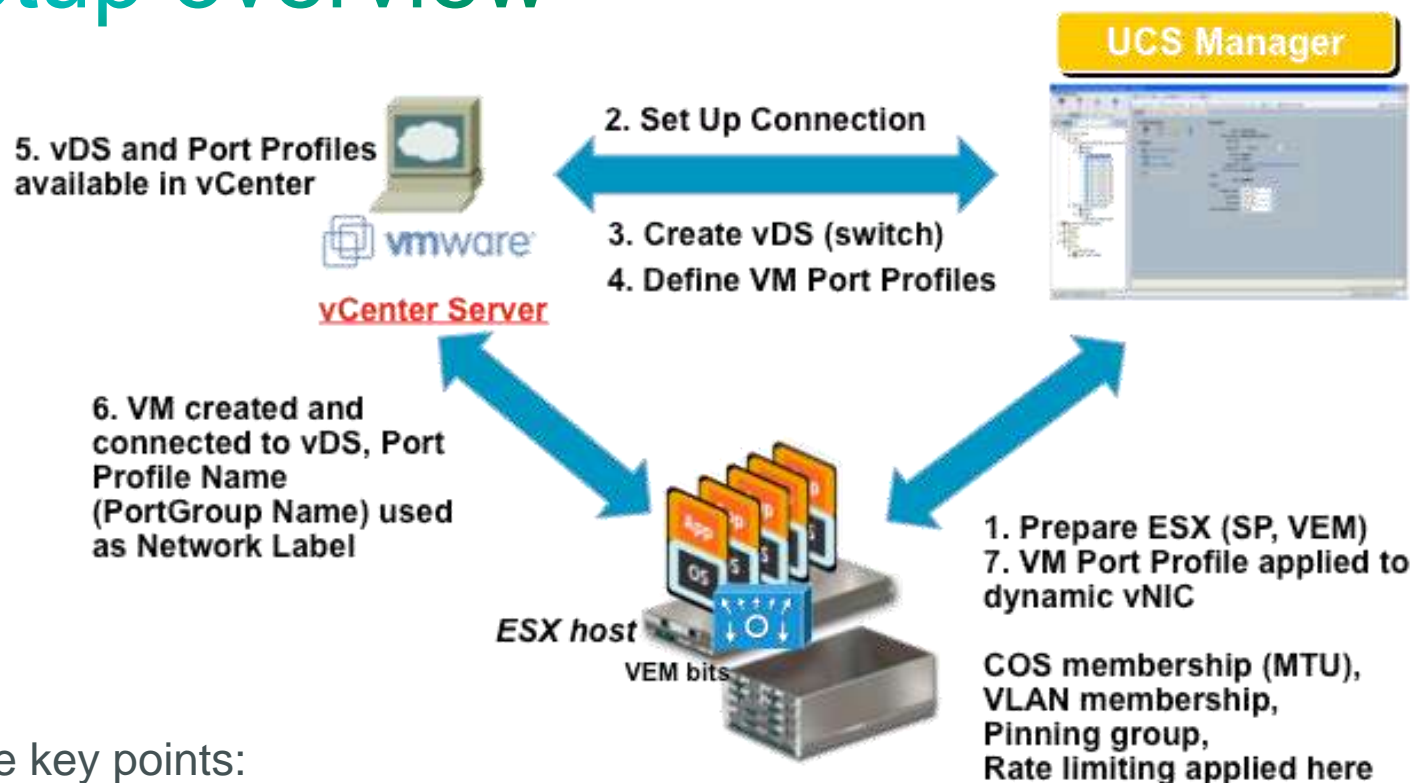 overview
UCS Manager
5. vDS and Port Profiles
available in vCenter
2. Set Up Connection
3. Create vDS (switch)
4. Define VM Port Profiles
vmware
vCenter Server
6. VM created and
connected to vDS, Port
Profile Name
(PortGroup Name) used
as Network Label
App
OS
ESX host
VEM bits
1. Prepare ESX (SP, VEM)
7. VM Port Profile applied to
dynamic vNIC
COS membership (MTU),
VLAN membership,
Pinning group,
Rate limiting applied here
key points: